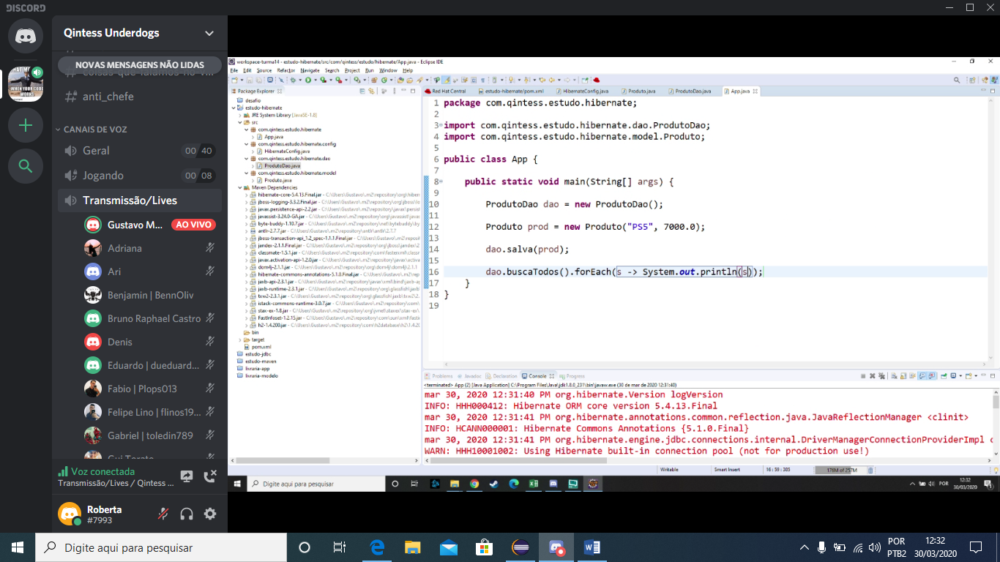 DISCORD
Qintess Underdogs
NOVAS MENSAGENS NÃO LIDAS
anti_chefe
CANAIS DE VOZ
Geral 00 40
Jogando 00 08
Transmissão/Lives
Gustavo M... AO VIVO
Adriana
Ari
Benjamin | BennOliv
Bruno Raphael Castro
Denis
Eduardo | dueduard...
Fabio | Plops013
Felipe Lino | flinos19...
Gabriel | toledin789
Voz conectada
Transmissão/Lives / Qintess ...
Roberta
#7993
workspace-turma14 - estudo-hibernate/src/com/qintess/estudo/hibernate/App.java - Eclipse IDE
File Edit Source Refactor Navigate Search Project Run Window Help
Package Explorer
desafio
estudo-hibernate
JRE System Library [JavaSE-1.8]
src
com.qintess.estudo.hibernate
App.java
com.qintess.estudo.hibernate.config
HibernateConfig.java
com.qintess.estudo.hibernate.dao
ProdutoDao.java
com.qintess.estudo.hibernate.model
Produto.java
Maven Dependencies
hibernate-core-5.4.13.Final.jar - C:\Users\Gustavo\.m2\repository\org\hibern
jboss-logging-3.3.2.Final.jar - C:\Users\Gustavo\.m2\repository\org\jboss\lo
javax.persistence-api-2.2.jar - C:\Users\Gustavo\.m2\repository\javax\persis
javassist-3.24.0-GA.jar - C:\Users\Gustavo\.m2\repository\org\javassist\javas
byte-buddy-1.10.7.jar - C:\Users\Gustavo\.m2\repository\net\bytebuddy\by
antlr-2.7.7.jar - C:\Users\Gustavo\.m2\repository\antlr\antlr\2.7.7
jboss-transaction-api_1.2_spec-1.1.1.Final.jar - C:\Users\Gustavo\.m2\repos
jandex-2.1.1.Final.jar - C:\Users\Gustavo\.m2\repository\org\jboss\jandex\2
classmate-1.5.1.jar - C:\Users\Gustavo\.m2\repository\com\fasterxml\classm
javax.activation-api-1.2.0.jar - C:\Users\Gustavo\.m2\repository\javax\activat
dom4j-2.1.1.jar - C:\Users\Gustavo\.m2\repository\org\dom4j\dom4j\2.1.1
hibernate-commons-annotations-5.1.0.Final.jar - C:\Users\Gustavo\.m2\rep
jaxb-api-2.3.1.jar - C:\Users\Gustavo\.m2\repository\javax\xml\bind\jaxb-ap
jaxb-runtime-2.3.1.jar - C:\Users\Gustavo\.m2\repository\org\glassfish\jaxb
txw2-2.3.1.jar - C:\Users\Gustavo\.m2\repository\org\glassfish\jaxb\txw2\2.
istack-commons-runtime-3.0.7.jar - C:\Users\Gustavo\.m2\repository\com\s
stax-ex-1.8.jar - C:\Users\Gustavo\.m2\repository\org\jvnet\staxex\stax-ex\
FastInfoset-1.2.15.jar - C:\Users\Gustavo\.m2\repository\com\sun\xml\fastin
h2-1.4.200.jar - C:\Users\Gustavo\.m2\repository\com\h2database\h2\1.4.20
bin
target
pom.xml
estudo-jdbc
estudo-maven
livraria-app
livraria-modelo
Red Hat Central estudo-hibernate/pom.xml HibernateConfig.java Produto.java ProdutoDao.java App.java
1 package com.qintess.estudo.hibernate;
2
3 import com.qintess.estudo.hibernate.dao.ProdutoDao;
4 import com.qintess.estudo.hibernate.model.Produto;
5
6 public class App {
7
8 public static void main(String[] args) {
9
10 ProdutoDao dao = new ProdutoDao();
11
12 Produto prod = new Produto("PS5", 7000.0);
13
14 dao.salva(prod);
15
16 dao.buscaTodos().forEach(s -> System.out.println(s));
17 }
18 }
19
Problems Javadoc Declaration Console Progress
<terminated> App (2) [Java Application] C:\Program Files\Java\jdk1.8.0_231\bin\javaw.exe (30 de mar de 2020 12:31:40)
mar 30, 2020 12:31:40 PM org.hibernate.Version logVersion
INFO: HHH000412: Hibernate ORM core version 5.4.13.Final
mar 30, 2020 12:31:41 PM org.hibernate.annotations.common.reflection.java.JavaReflectionManager <clinit>
INFO: HCANN000001: Hibernate Commons Annotations {5.1.0.Final}
mar 30, 2020 12:31:41 PM org.hibernate.engine.jdbc.connections.internal.DriverManagerConnectionProviderImpl c
WARN: HHH10001002: Using Hibernate built-in connection pool (not for production use!)
Writable Smart Insert 16 : 59 : 305 176M of 257M
Digite aqui para pesquisar
POR
12:32
30/03/2020
Digite aqui para pesquisar
POR
PTB2
12:32
30/03/2020